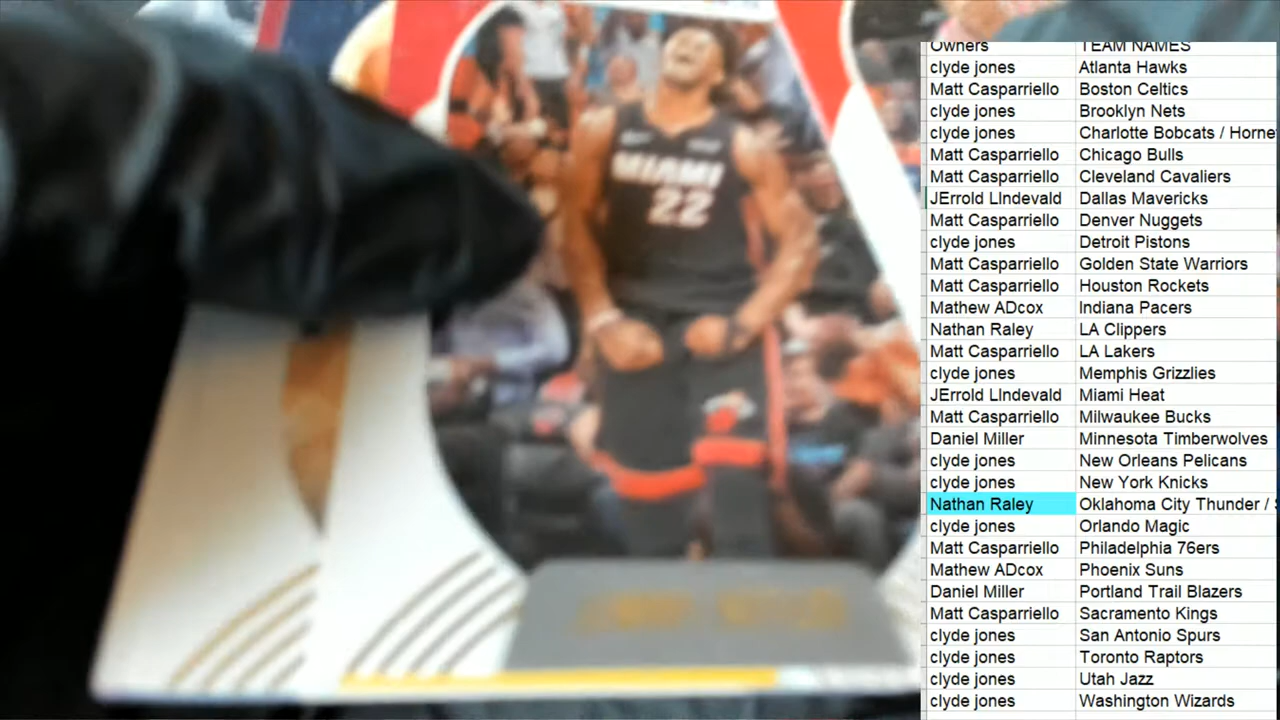 MIAMI
22
Owners TEAM NAMES
clyde jones Atlanta Hawks
Matt Casparriello Boston Celtics
clyde jones Brooklyn Nets
clyde jones Charlotte Bobcats / Horne
Matt Casparriello Chicago Bulls
Matt Casparriello Cleveland Cavaliers
JErrold LIndevald Dallas Mavericks
Matt Casparriello Denver Nuggets
clyde jones Detroit Pistons
Matt Casparriello Golden State Warriors
Matt Casparriello Houston Rockets
Mathew ADcox Indiana Pacers
Nathan Raley LA Clippers
Matt Casparriello LA Lakers
clyde jones Memphis Grizzlies
JErrold LIndevald Miami Heat
Matt Casparriello Milwaukee Bucks
Daniel Miller Minnesota Timberwolves
clyde jones New Orleans Pelicans
clyde jones New York Knicks
Nathan Raley Oklahoma City Thunder /
clyde jones Orlando Magic
Matt Casparriello Philadelphia 76ers
Mathew ADcox Phoenix Suns
Daniel Miller Portland Trail Blazers
Matt Casparriello Sacramento Kings
clyde jones San Antonio Spurs
clyde jones Toronto Raptors
clyde jones Utah Jazz
clyde jones Washington Wizards